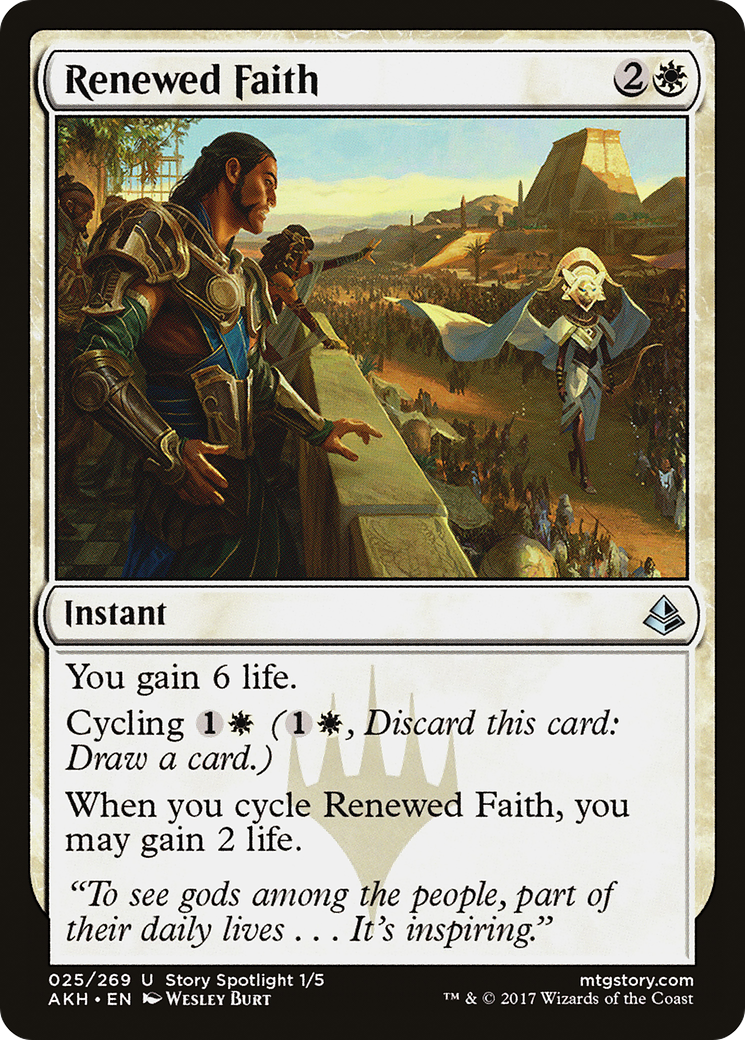 Renewed Faith 2
Instant
You gain 6 life.
Cycling 1 (1, Discard this card:
Draw a card.)
When you cycle Renewed Faith, you
may gain 2 life.
“To see gods among the people, part of
their daily lives . . . It’s inspiring.”
025/269 U Story Spotlight 1/5 mtgstory.com
AKH • EN Wesley Burt ™ & © 2017 Wizards of the Coast